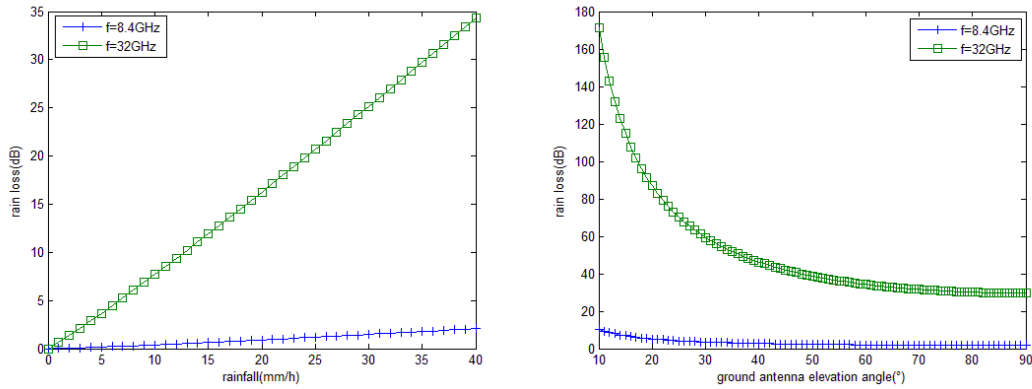 35
30
25
20
15
10
5
0
rain loss(dB)
0 5 10 15 20 25 30 35 40
rainfall(mm/h)
f=8.4GHz
f=32GHz
180
160
140
120
100
80
60
40
20
0
rain loss(dB)
10 20 30 40 50 60 70 80 90
ground antenna elevation angle(°)
f=8.4GHz
f=32GHz